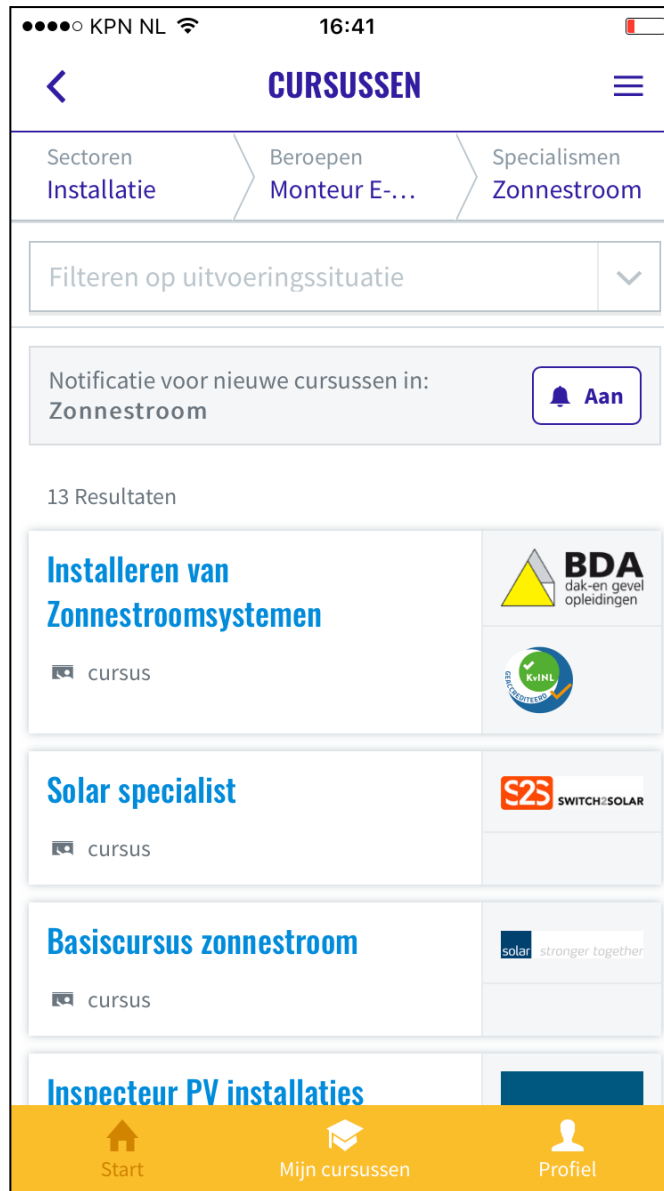 KPN NL 16:41
CURSUSSEN
Sectoren Beroepen Specialismen
Installatie Monteur E-... Zonnestroom
Filteren op uitvoeringssituatie
Notificatie voor nieuwe cursussen in:
Zonnestroom
Aan
13 Resultaten
Installeren van
Zonnestroomsystemen
cursus
BDA
dak-en gevel
opleidingen
KvINL
GEACCREDITEERD
Solar specialist
cursus
S2S SWITCH2SOLAR
Basiscursus zonnestroom
cursus
solar stronger together
Inspecteur PV installaties
Start Mijn cursussen Profiel